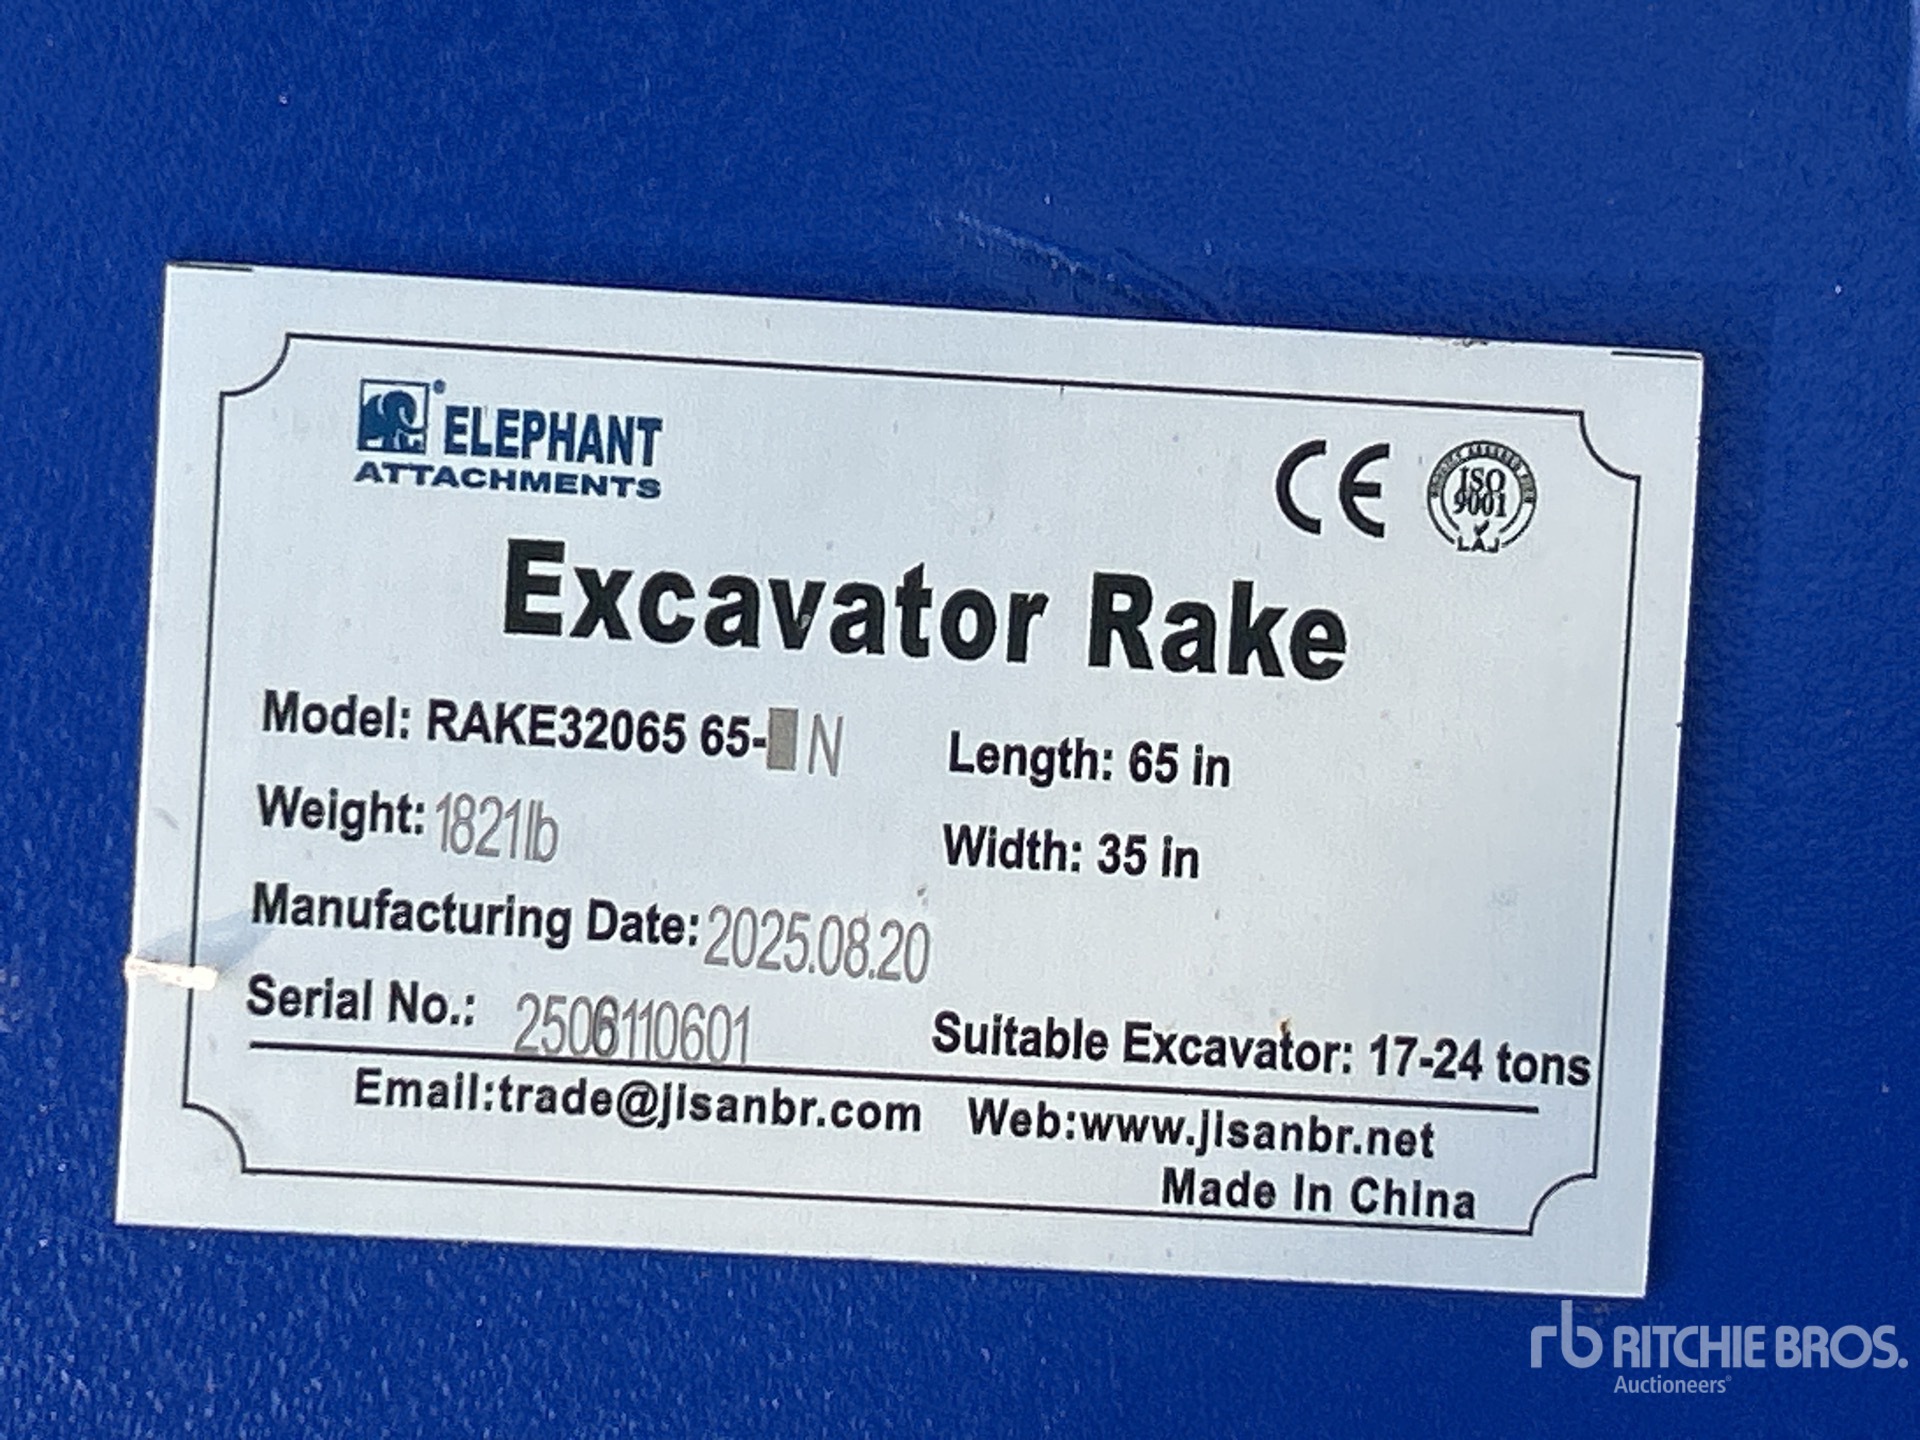 ELEPHANT
ATTACHMENTS
CE
ISO
9001
Excavator Rake
Model: RAKE32065 65- N
Length: 65 in
Weight: 1821lb
Width: 35 in
Manufacturing Date: 2025.08.20
Serial No.: 2506110601
Suitable Excavator: 17-24 tons
Email:trade@jisanbr.com Web:www.jisanbr.net
Made In China
rb RITCHIE BROS.
Auctioneers